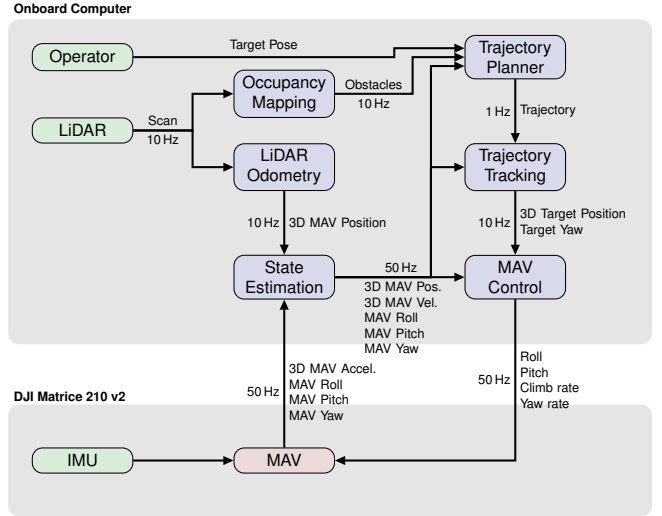 Onboard Computer
Operator
Target Pose
Trajectory
Planner
Occupancy
Mapping
Obstacles
10 Hz
LiDAR
Scan
10 Hz
1 Hz
Trajectory
LiDAR
Odometry
Trajectory
Tracking
10 Hz
3D MAV Position
10 Hz
3D Target Position
Target Yaw
State
Estimation
50 Hz
3D MAV Pos.
3D MAV Vel.
MAV Roll
MAV Pitch
MAV Yaw
MAV
Control
50 Hz
3D MAV Accel.
MAV Roll
MAV Pitch
MAV Yaw
50 Hz
Roll
Pitch
Climb rate
Yaw rate
DJI Matrice 210 v2
IMU
MAV